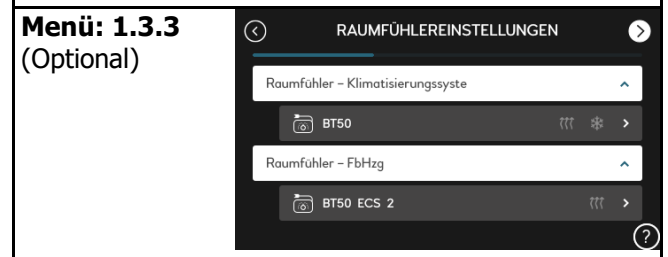 Menü: 1.3.3
(Optional)
RAUMFÜHLEREINSTELLUNGEN
Raumfühler – Klimatisierungssyste
BT50
Raumfühler – FbHzg
BT50 ECS 2
?